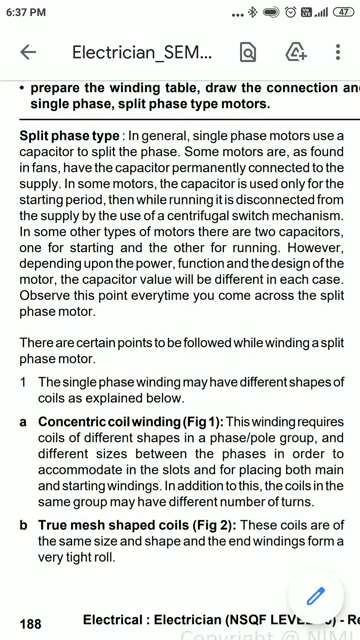 6:37 PM
47
Electrician_SEM...
• prepare the winding table, draw the connection and
single phase, split phase type motors.
Split phase type : In general, single phase motors use a
capacitor to split the phase. Some motors are, as found
in fans, have the capacitor permanently connected to the
supply. In some motors, the capacitor is used only for the
starting period, then while running it is disconnected from
the supply by the use of a centrifugal switch mechanism.
In some other types of motors there are two capacitors,
one for starting and the other for running. However,
depending upon the power, function and the design of the
motor, the capacitor value will be different in each case.
Observe this point everytime you come across the split
phase motor.
There are certain points to be followed while winding a split
phase motor.
1 The single phase winding may have different shapes of
coils as explained below.
a Concentric coil winding (Fig 1): This winding requires
coils of different shapes in a phase/pole group, and
different sizes between the phases in order to
accommodate in the slots and for placing both main
and starting windings. In addition to this, the coils in the
same group may have different number of turns.
b True mesh shaped coils (Fig 2): These coils are of
the same size and shape and the end windings form a
very tight roll.
188
Electrical : Electrician (NSQF LEVE
- Re
Copyright @ NIMI